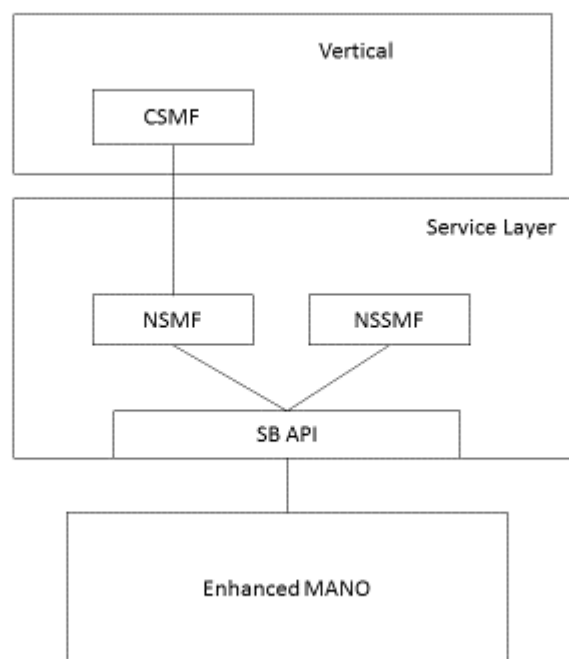 Vertical
CSMF
Service Layer
NSMF
NSSMF
SB API
Enhanced MANO